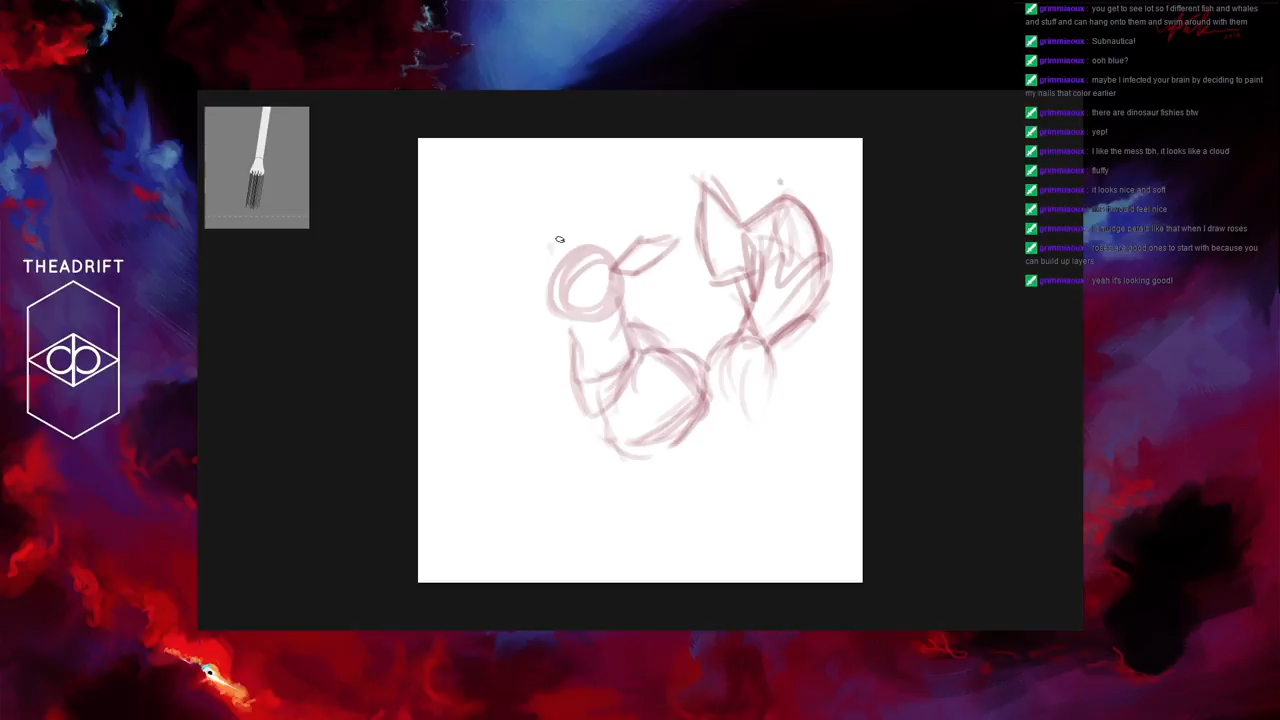 grimmiaoux : you get to see lot so f different fish and whales
and stuff and can hang onto them and swim around with them
grimmiaoux : Subnautica!
grimmiaoux : ooh blue?
grimmiaoux : maybe I infected your brain by deciding to paint
my nails that color earlier
grimmiaoux : there are dinosaur fishies btw
grimmiaoux : yep!
grimmiaoux : I like the mess tbh, it looks like a cloud
grimmiaoux : fluffy
grimmiaoux : it looks nice and soft
grimmiaoux : feel nice
grimmiaoux : petals like that when I draw roses
grimmiaoux : roses are good ones to start with because you
can build up layers
grimmiaoux : yeah it's looking good!
THEADRIFT